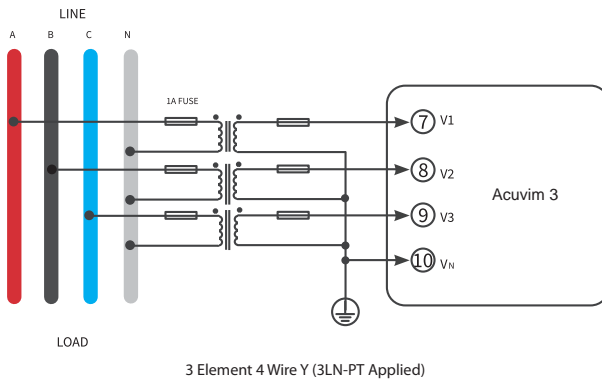 LINE
A B C N
1A FUSE
7 V1
8 V2
Acuvim 3
9 V3
10 VN
LOAD
3 Element 4 Wire Y (3LN-PT Applied)